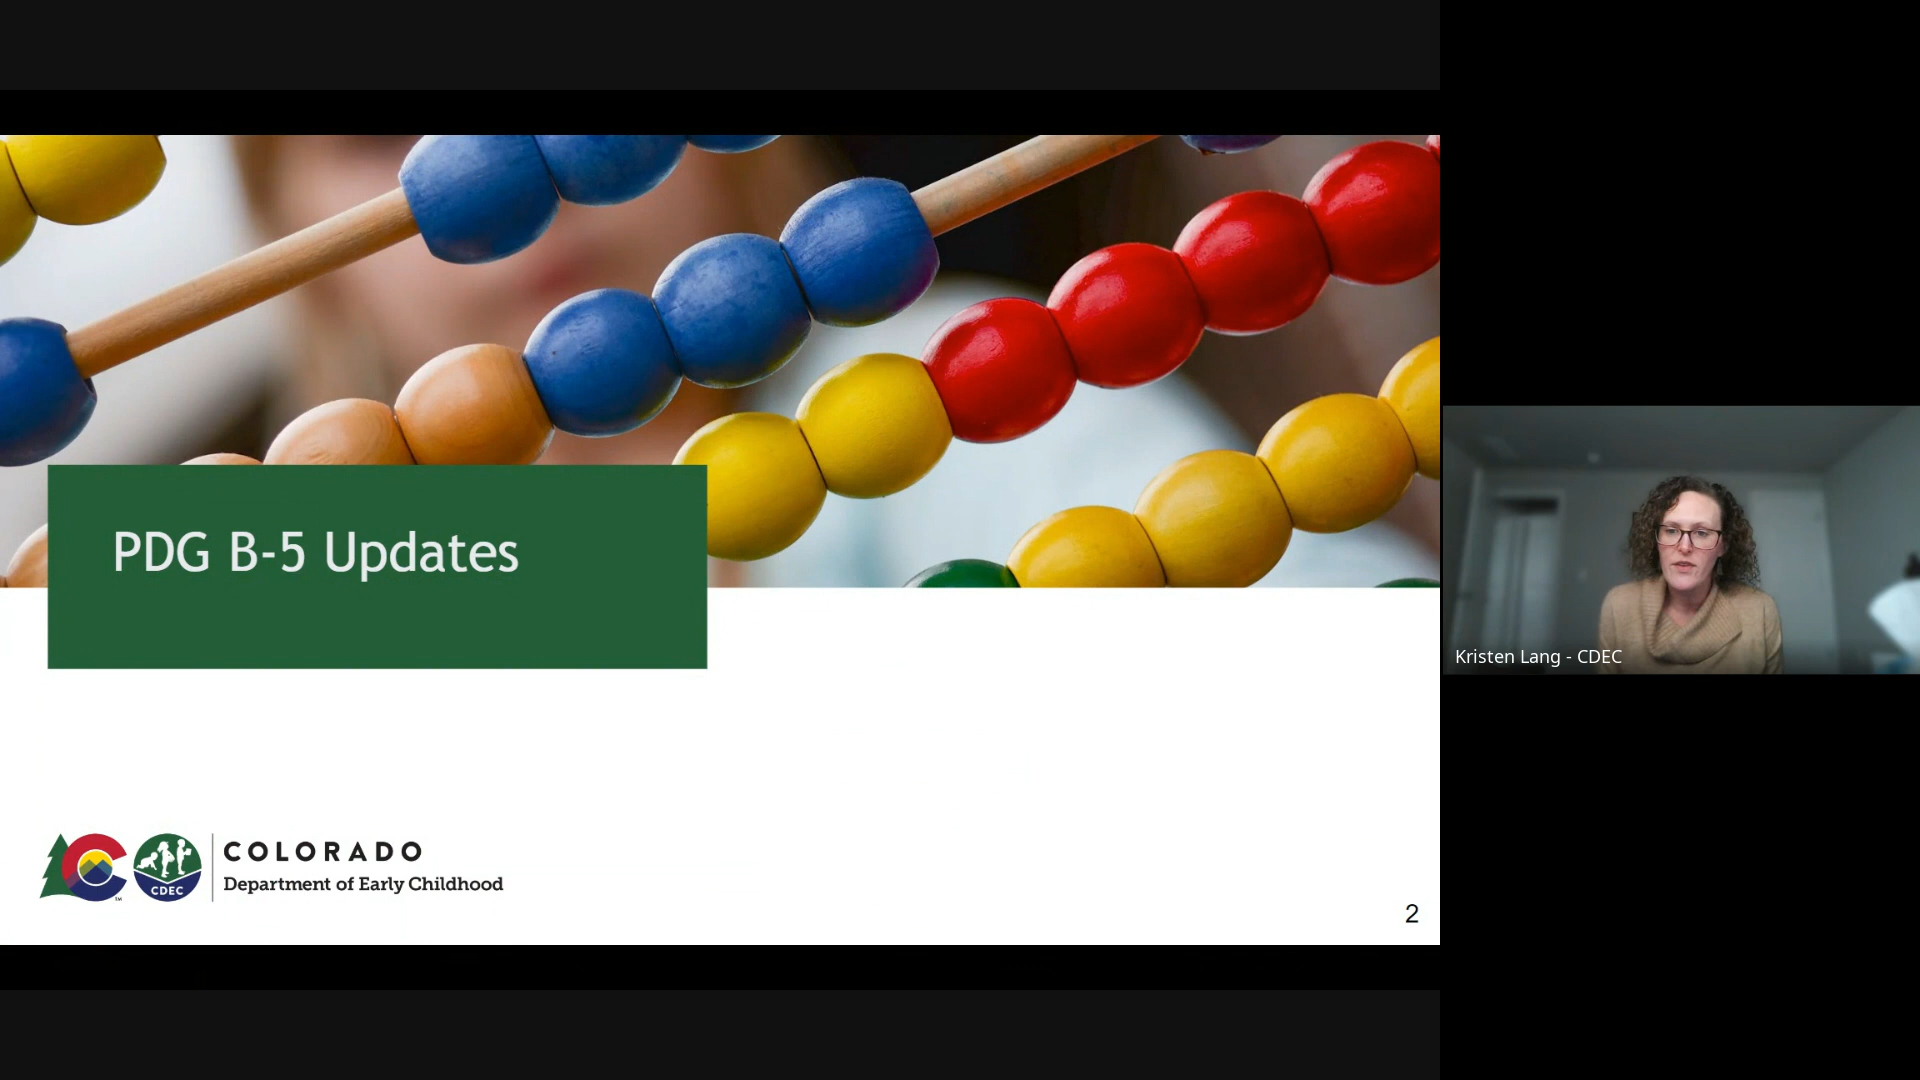 PDG B-5 Updates
CDEC
COLORADO
Department of Early Childhood
2
Kristen Lang - CDEC